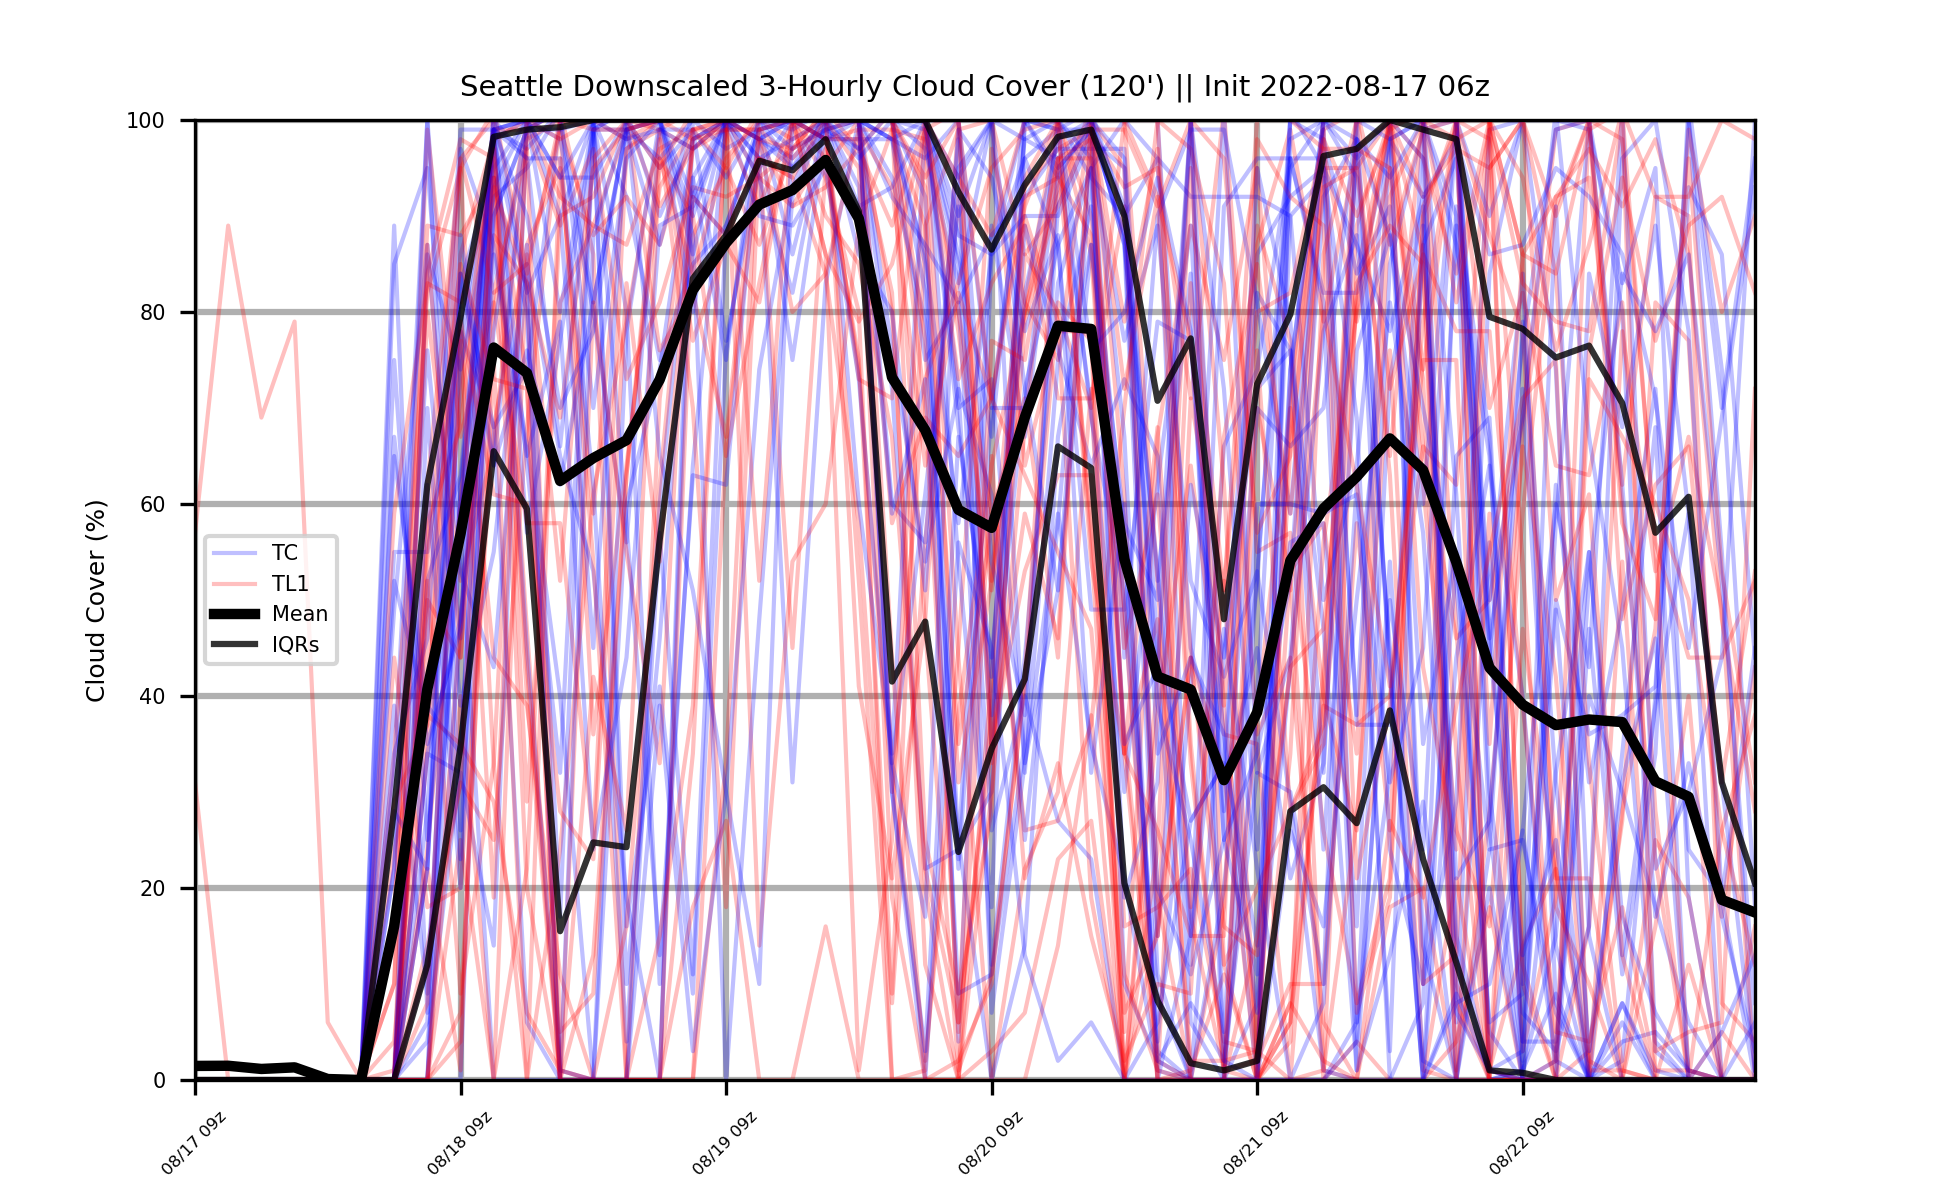 Seattle Downscaled 3-Hourly Cloud Cover (120') || Init 2022-08-17 06z
Cloud Cover (%)
100
80
60
40
20
0
TC
TL1
Mean
IQRs
08/17 09z
08/18 09z
08/19 09z
08/20 09z
08/21 09z
08/22 09z